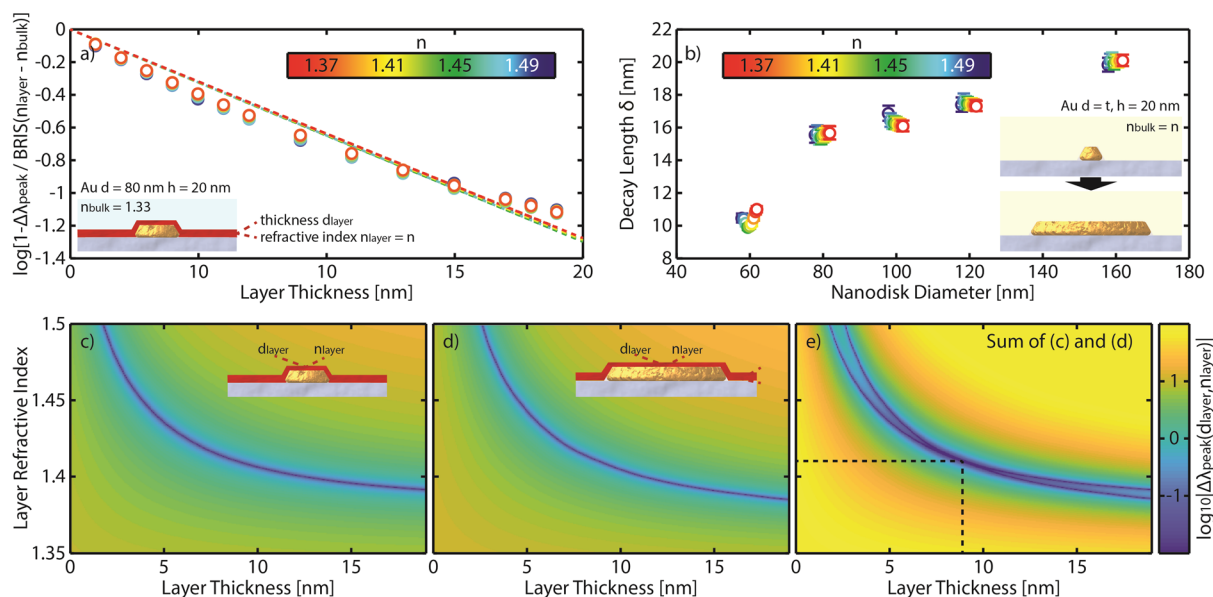 log[1-Δλpeak / BRIS(nlayer - nbulk)]
0
-0.2
-0.4
-0.6
-0.8
-1
-1.2
-1.4
a)
n
1.37 1.41 1.45 1.49
Au d = 80 nm h = 20 nm
nbulk = 1.33
thickness dlayer
refractive index nlayer = n
0 10 10 15 20
Layer Thickness [nm]
Decay Length δ [nm]
22
20
18
16
14
12
10
8
b)
n
1.37 1.41 1.45 1.49
Au d = t, h = 20 nm
nbulk = n
40 60 80 100 120 140 160 180
Nanodisk Diameter [nm]
Layer Refractive Index
1.5
1.45
1.4
1.35
c)
dlayer nlayer
0 5 10 15
Layer Thickness [nm]
d)
dlayer nlayer
0 5 10 15
Layer Thickness [nm]
e)
Sum of (c) and (d)
0 5 10 15
Layer Thickness [nm]
1
0
-1
log10|Δλpeak(dlayer,nlayer)|